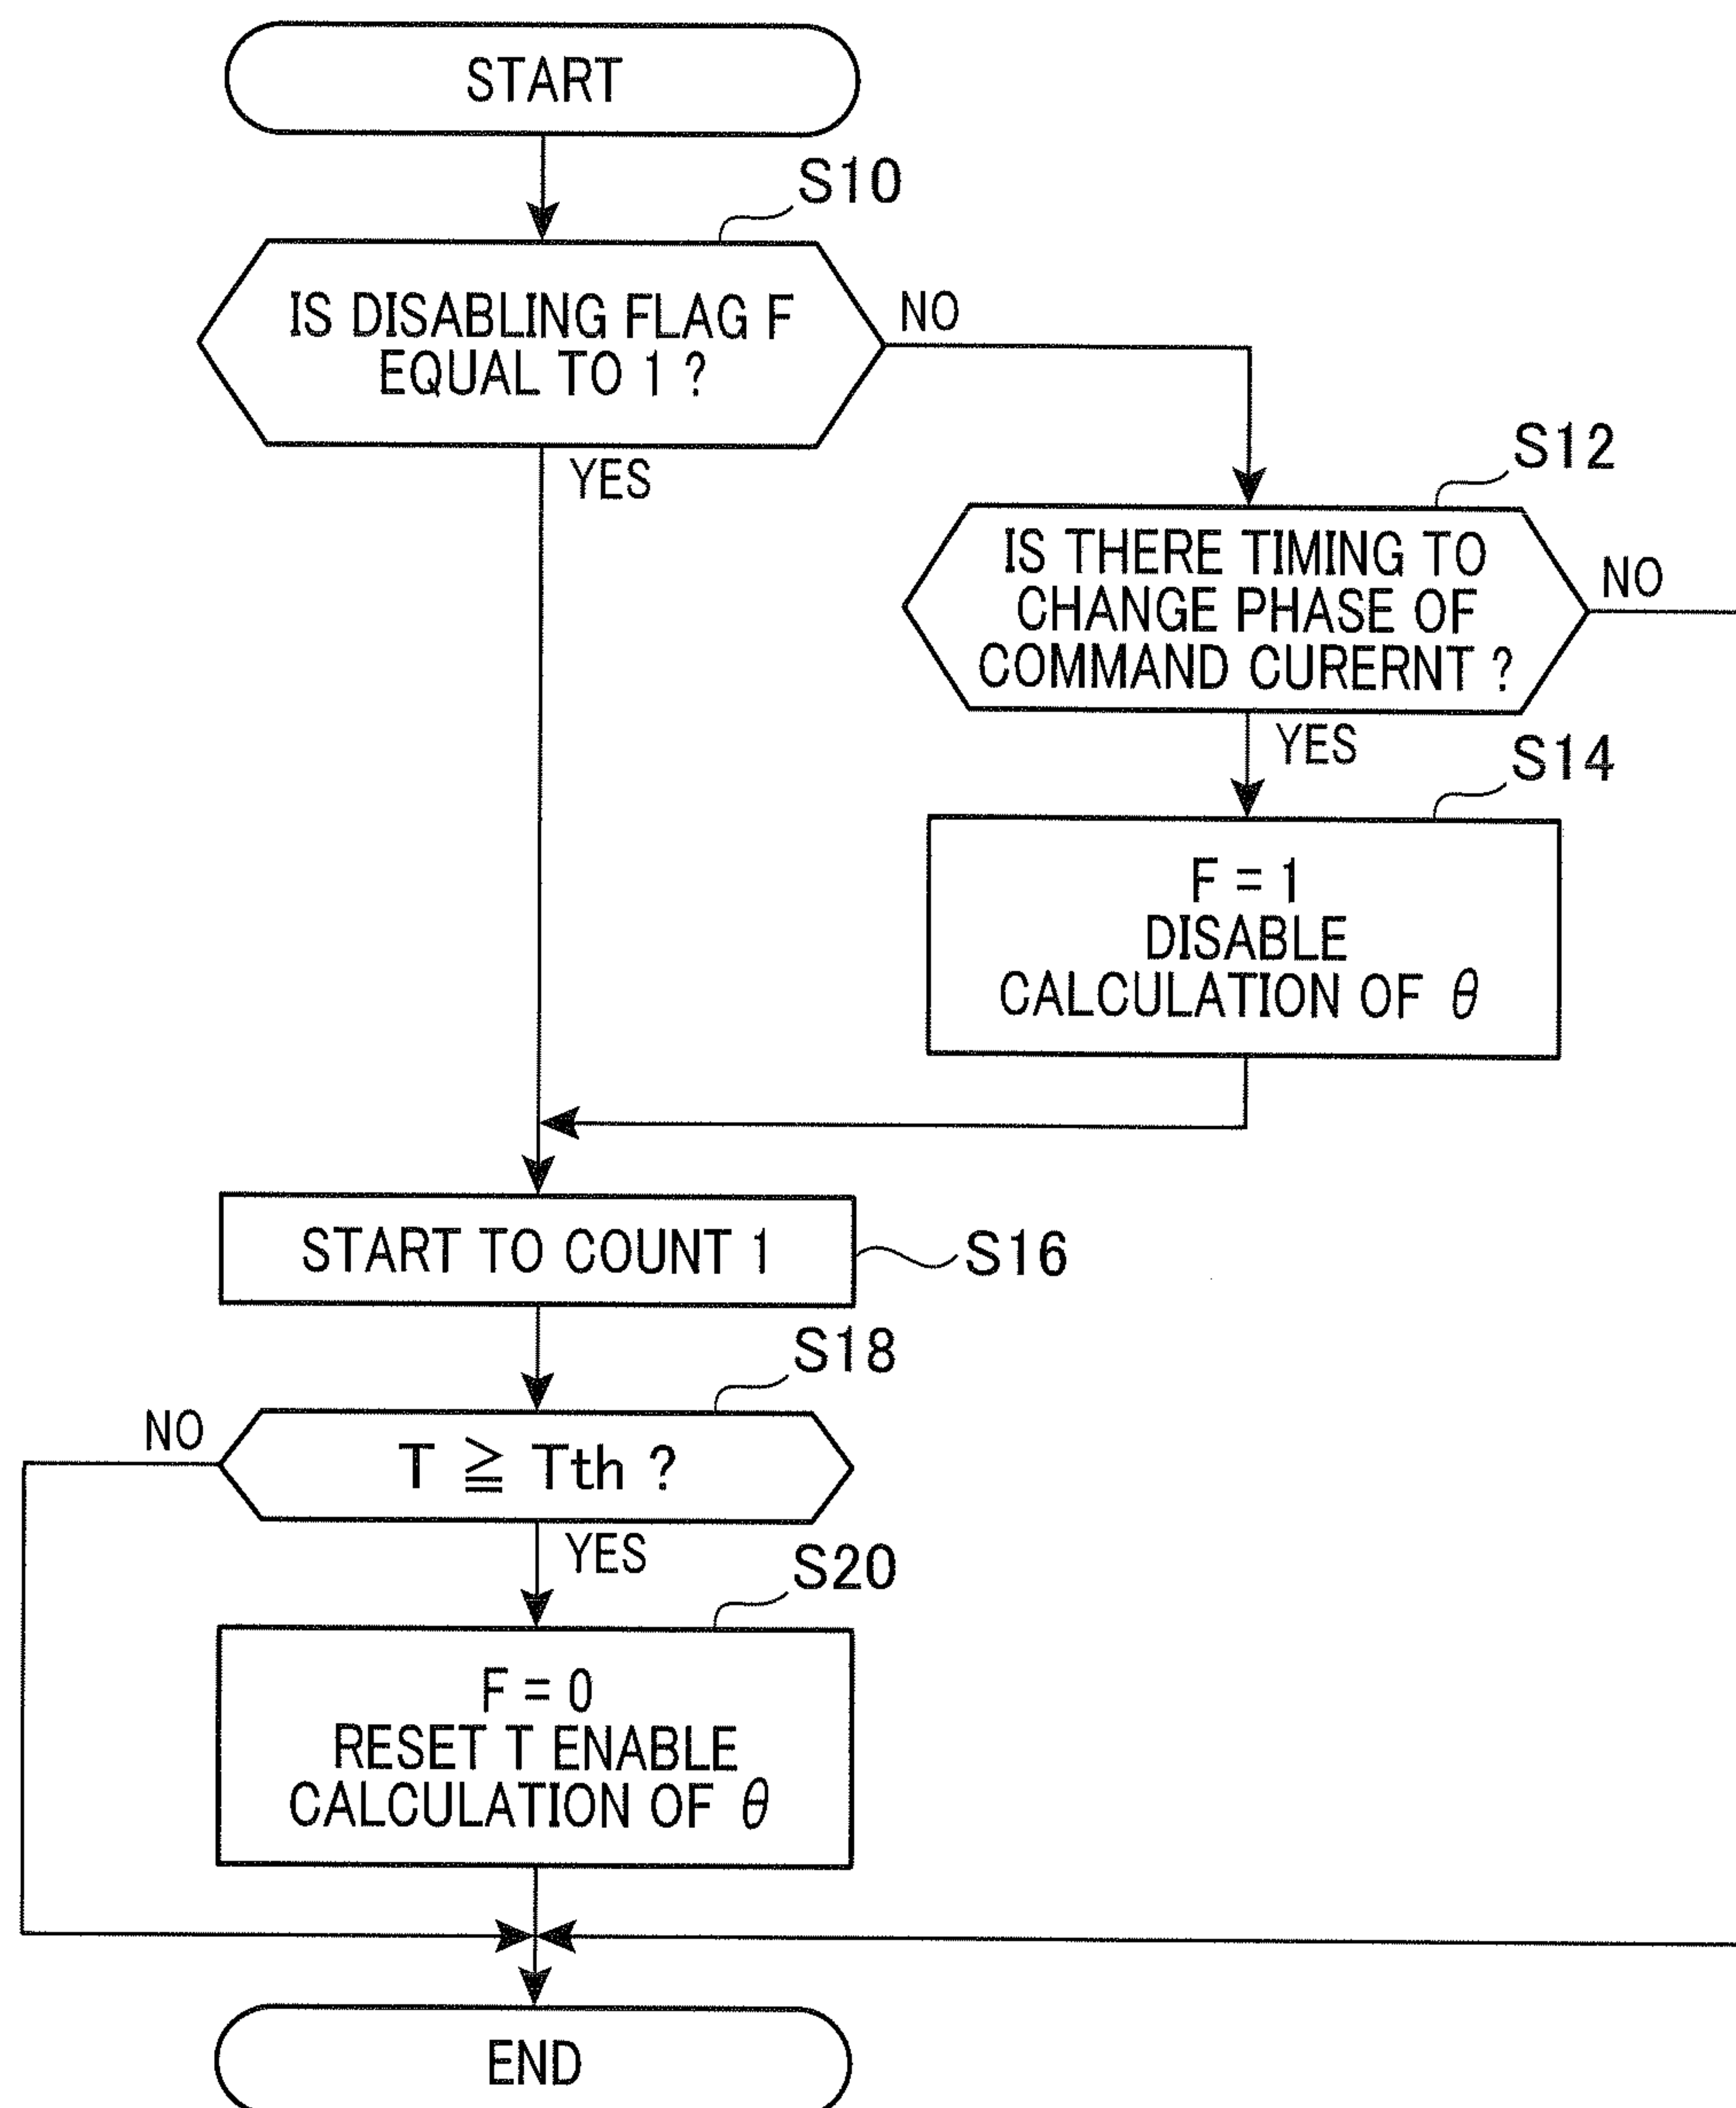 START
S10
IS DISABLING FLAG F
EQUAL TO 1 ?
NO
YES
S12
IS THERE TIMING TO
CHANGE PHASE OF
COMMAND CURERNT ?
NO
YES
S14
F = 1
DISABLE
CALCULATION OF θ
START TO COUNT 1
S16
S18
NO
T ≧ Tth ?
YES
S20
F = 0
RESET T ENABLE
CALCULATION OF θ
END